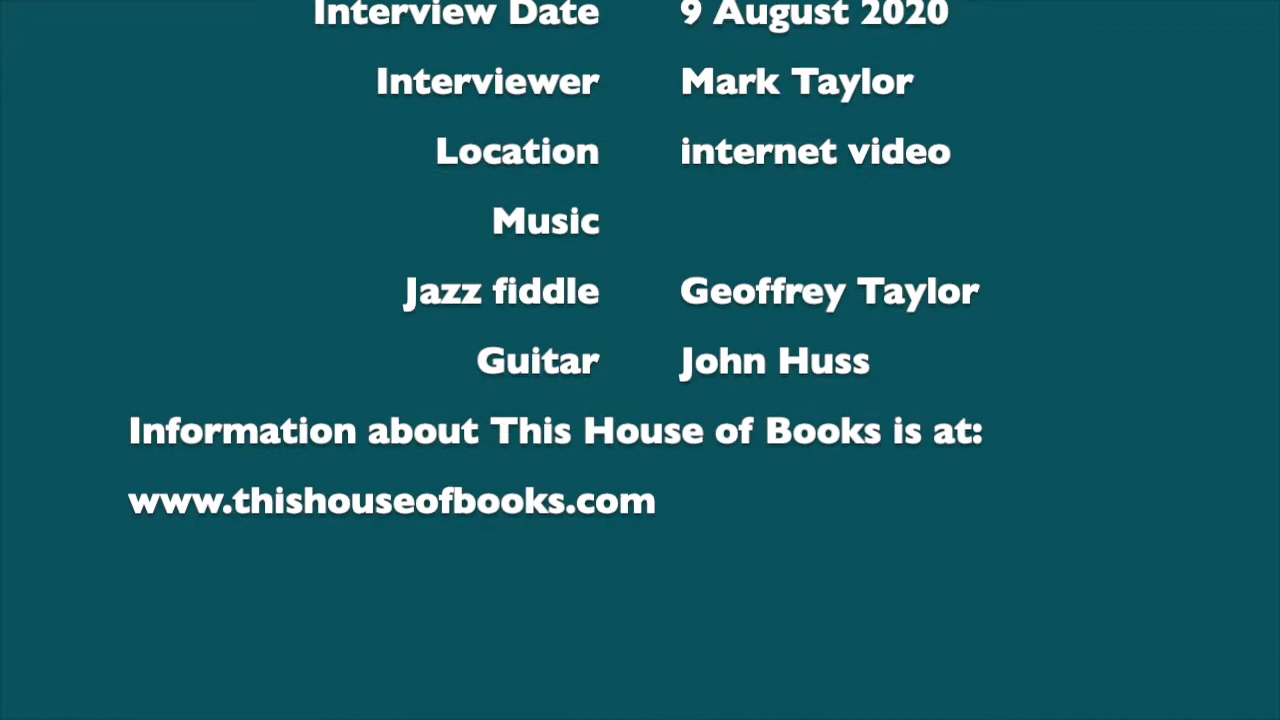 Interview Date 9 August 2020
Interviewer Mark Taylor
Location internet video
Music
Jazz fiddle Geoffrey Taylor
Guitar John Huss
Information about This House of Books is at:
www.thishouseofbooks.com